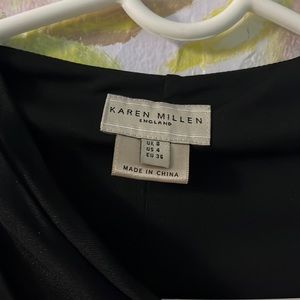 KAREN MILLEN
ENGLAND
UK 8
US 4
EU 36
MADE IN CHINA